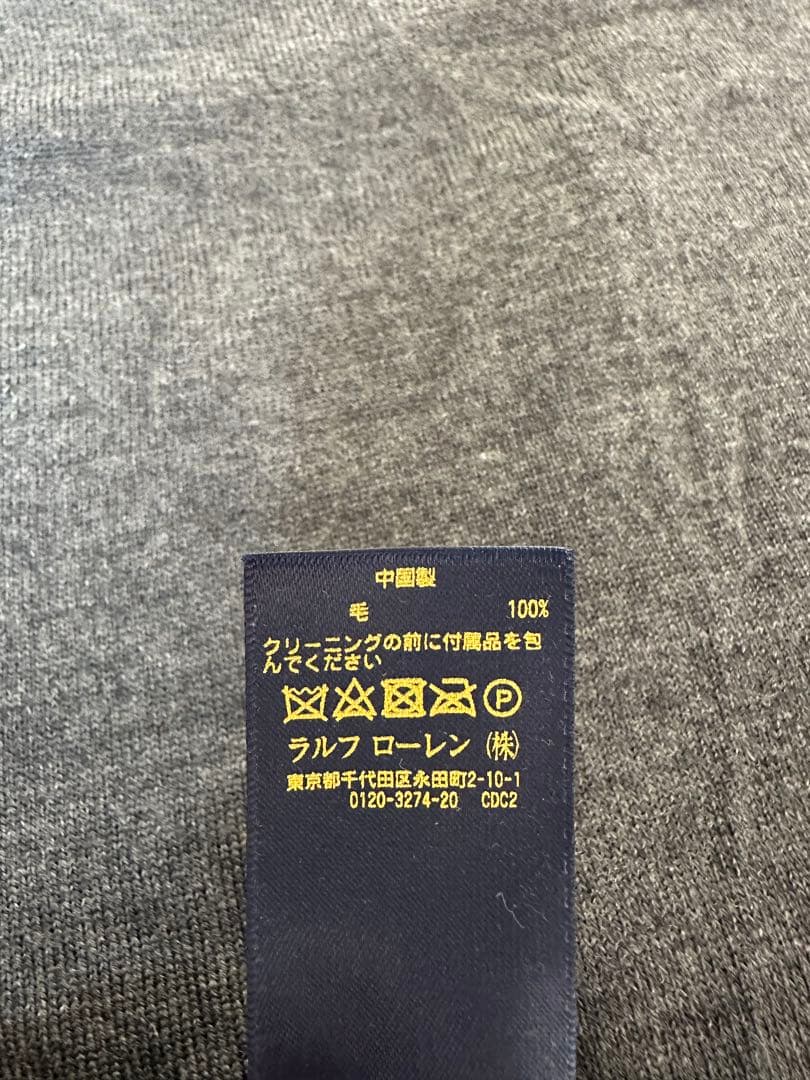 中国製
毛 100%
クリーニングの前に付属品を包
んでください
P
ラルフ ローレン (株)
東京都千代田区永田町2-10-1
0120-3274-20 CDC2